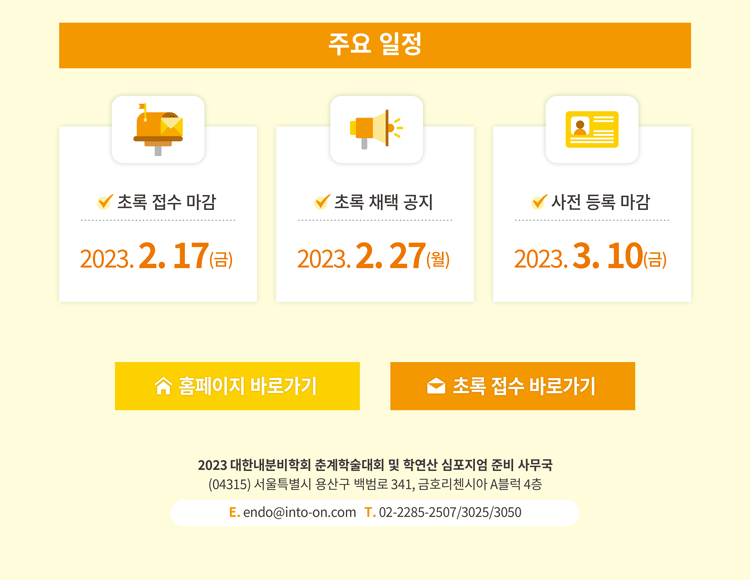 주요 일정
초록 접수 마감
2023. 2. 17(금)
초록 채택 공지
2023. 2. 27(월)
사전 등록 마감
2023. 3. 10(금)
홈페이지 바로가기
초록 접수 바로가기
2023 대한내분비학회 춘계학술대회 및 학연산 심포지엄 준비 사무국
(04315) 서울특별시 용산구 백범로 341, 금호리첸시아 A블럭 4층
E. endo@into-on.com T. 02-2285-2507/3025/3050